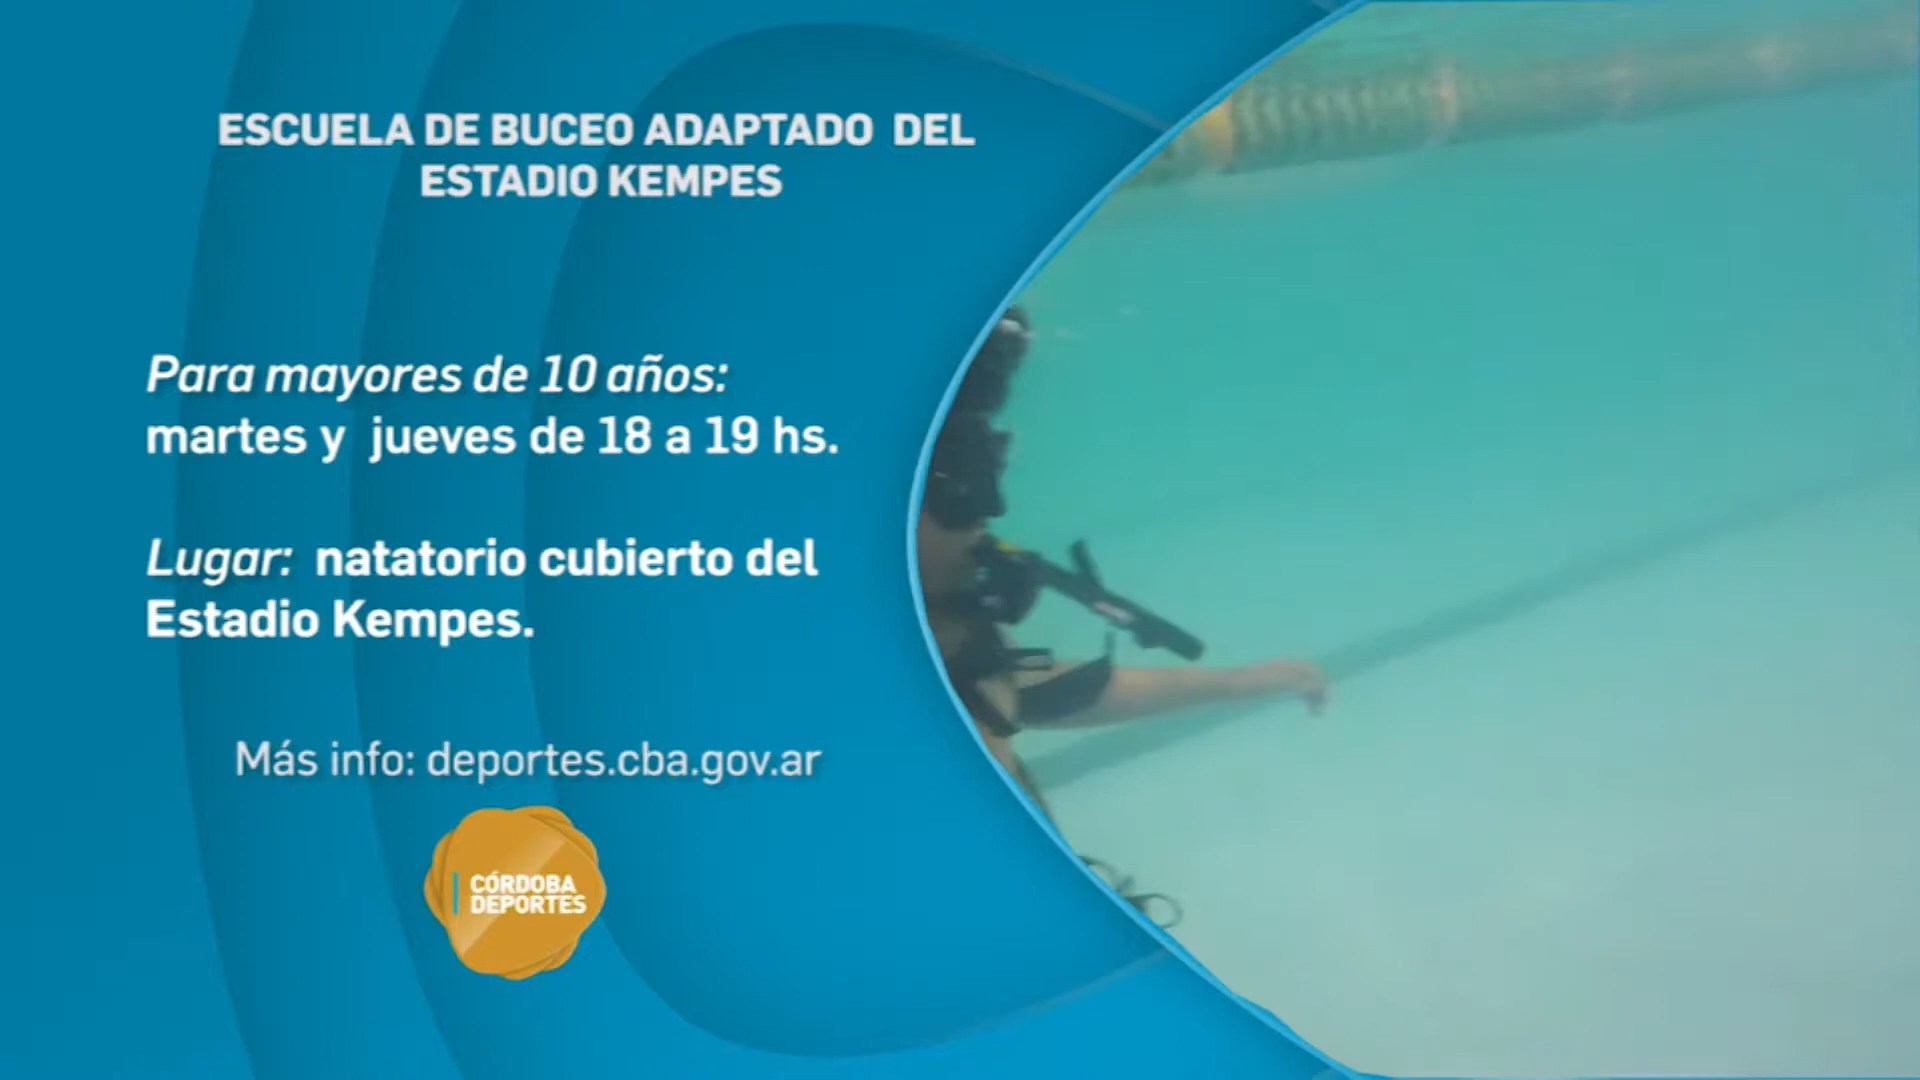 ESCUELA DE BUCEO ADAPTADO DEL
ESTADIO KEMPES
Para mayores de 10 años:
martes y jueves de 18 a 19 hs.
Lugar: natatorio cubierto del
Estadio Kempes.
Más info: deportes.cba.gov.ar
CÓRDOBA
DEPORTES